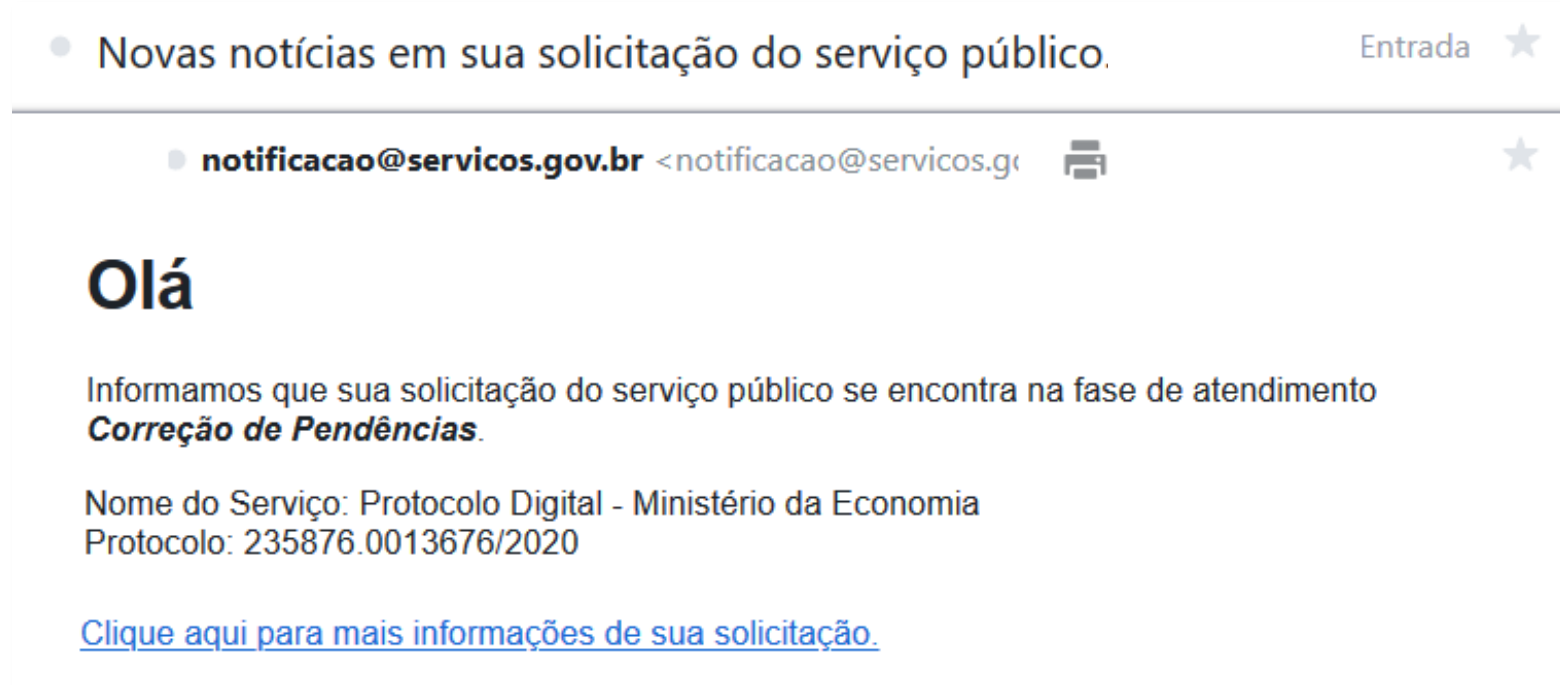 Novas notícias em sua solicitação do serviço público.
Entrada
notificacao@servicos.gov.br <notificacao@servicos.g
Olá
Informamos que sua solicitação do serviço público se encontra na fase de atendimento
Correção de Pendências.
Nome do Serviço: Protocolo Digital - Ministério da Economia
Protocolo: 235876.0013676/2020
Clique aqui para mais informações de sua solicitação.